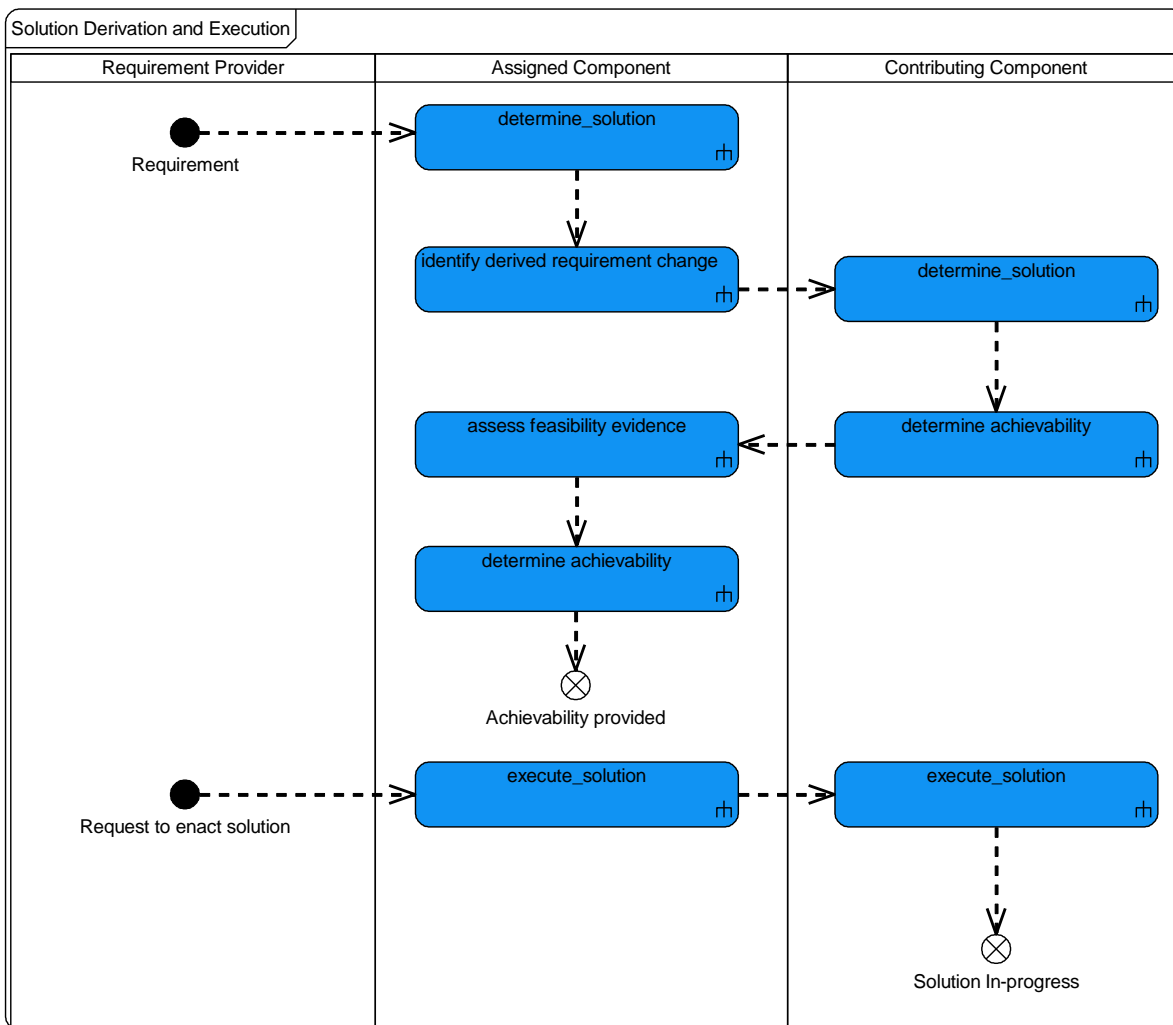 Solution Derivation and Execution
Requirement Provider
Assigned Component
Contributing Component
determine_solution
Requirement
identify derived requirement change
determine_solution
assess feasibility evidence
determine achievability
determine achievability
Achievability provided
execute_solution
execute_solution
Request to enact solution
Solution In-progress